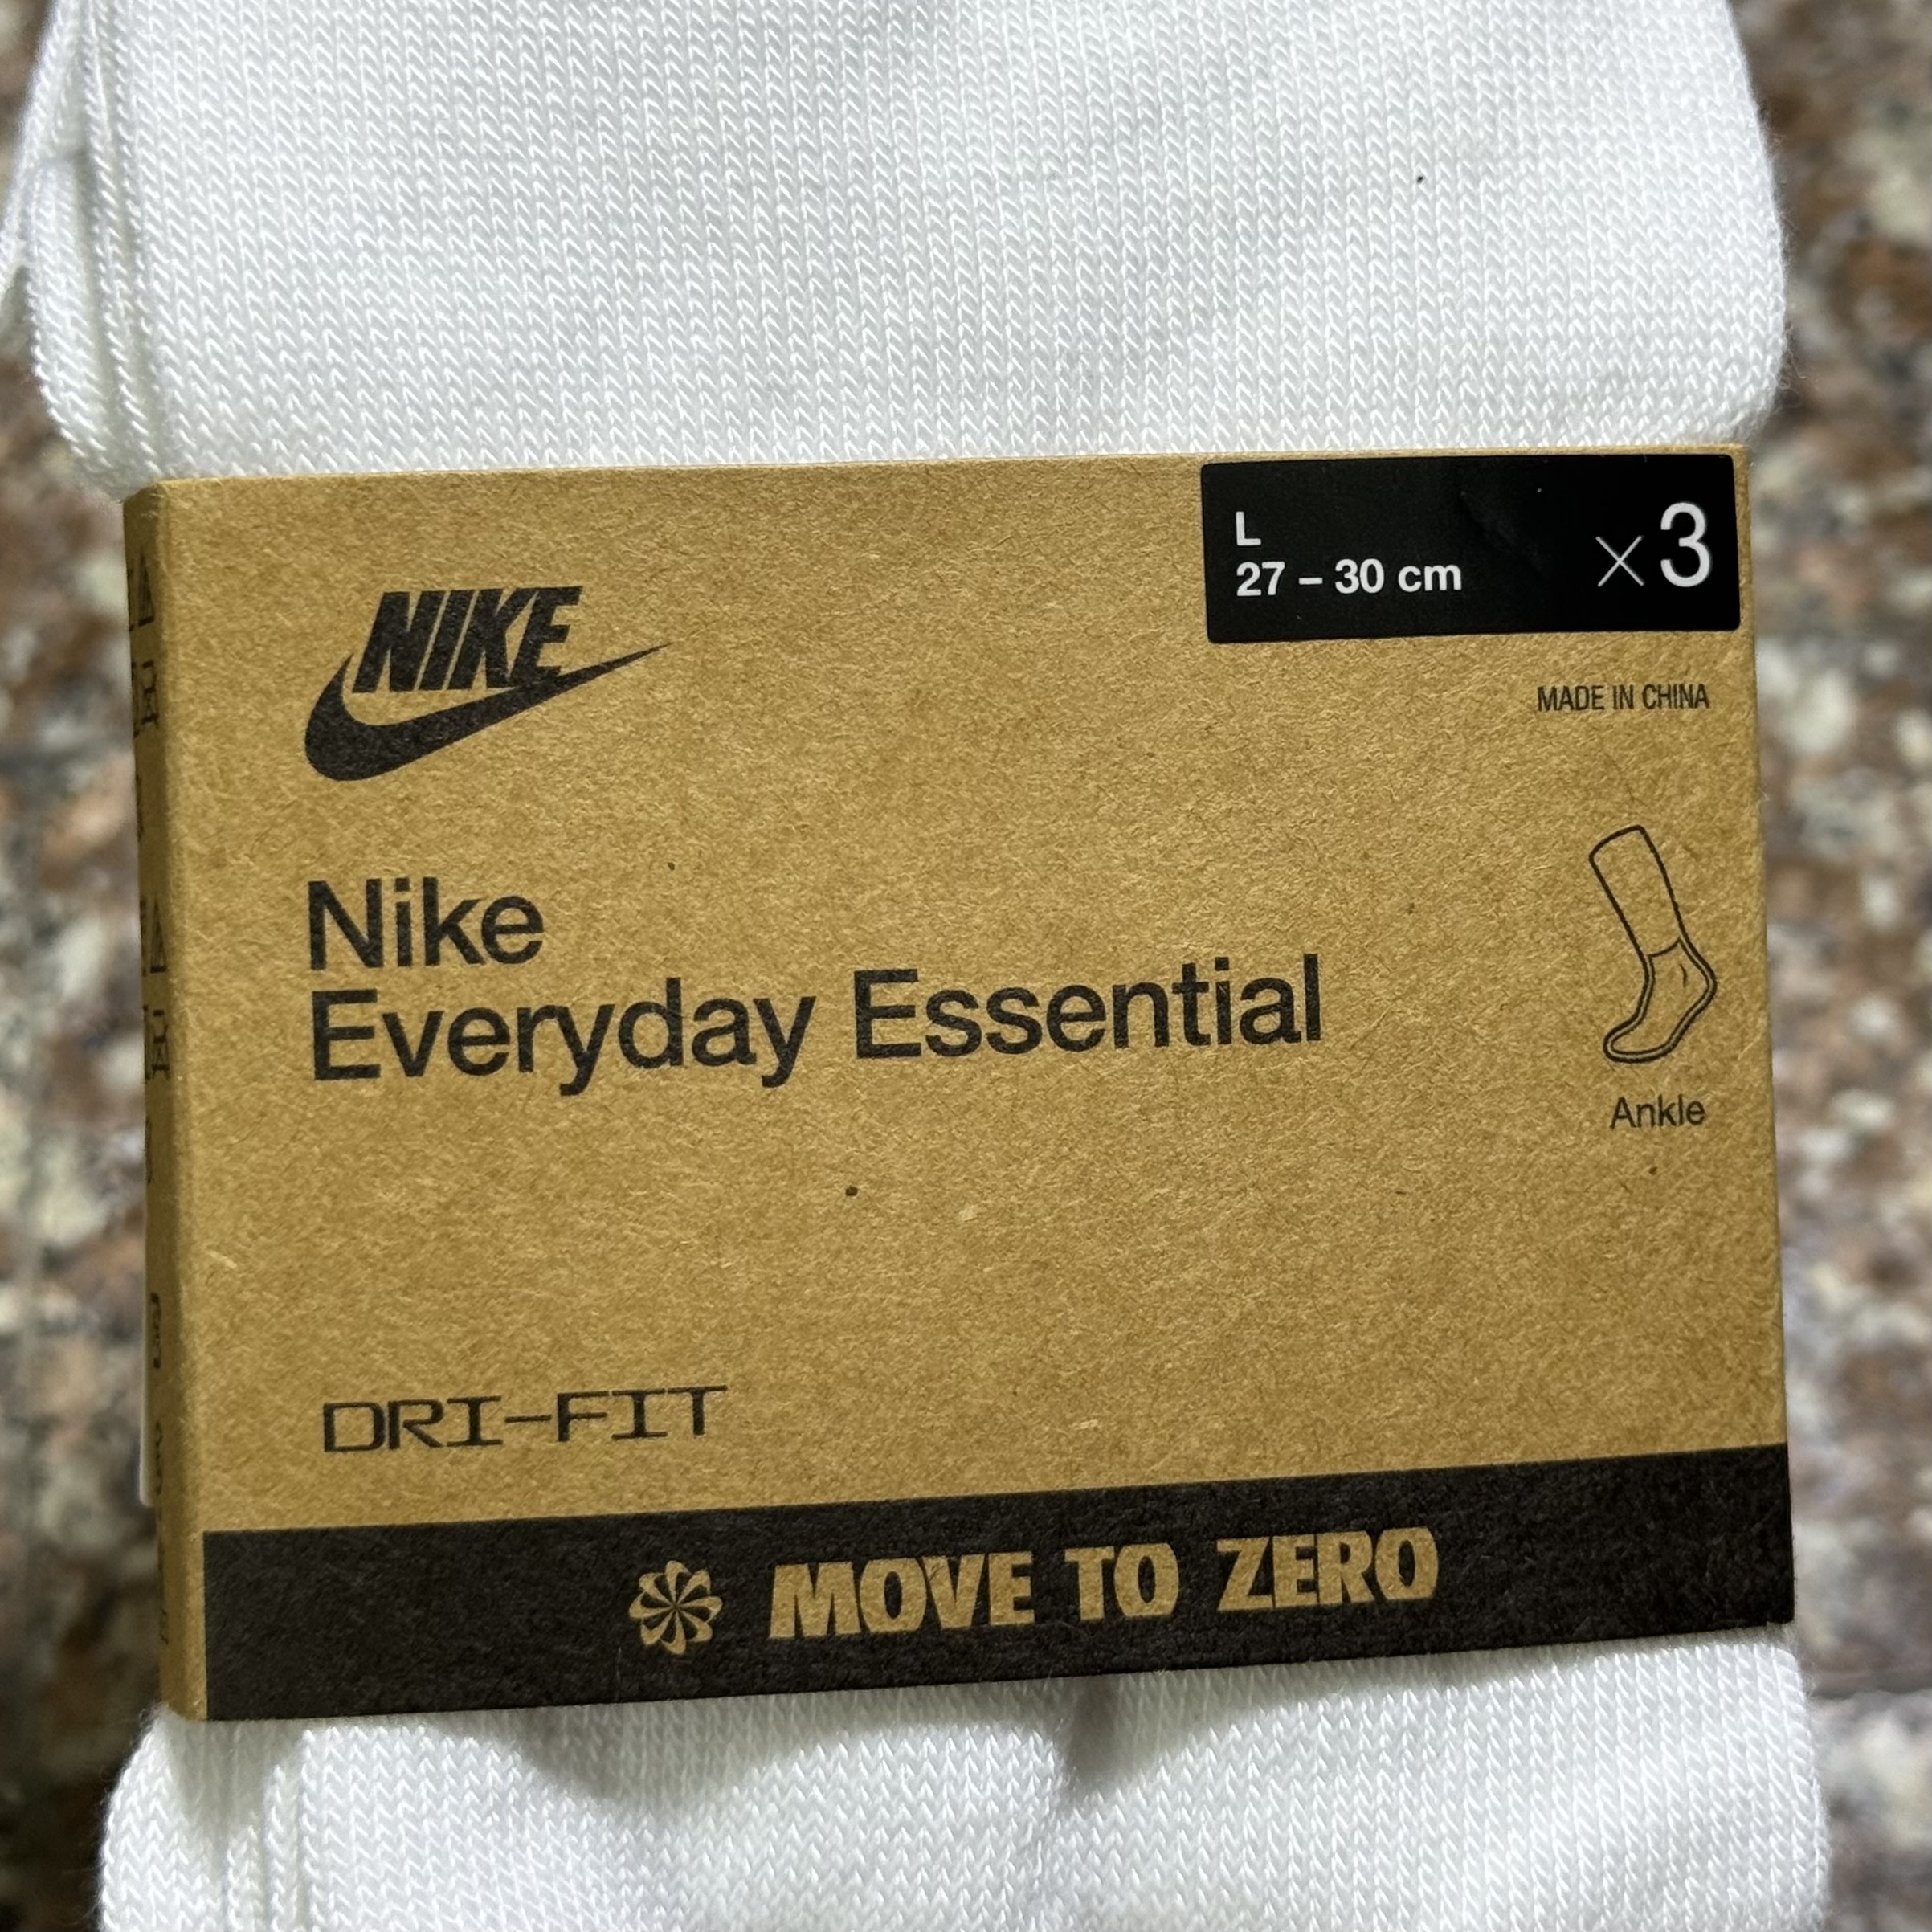 NIKE
L
27 – 30 cm
×3
MADE IN CHINA
Nike
Everyday Essential
Ankle
DRI-FIT
MOVE TO ZERO